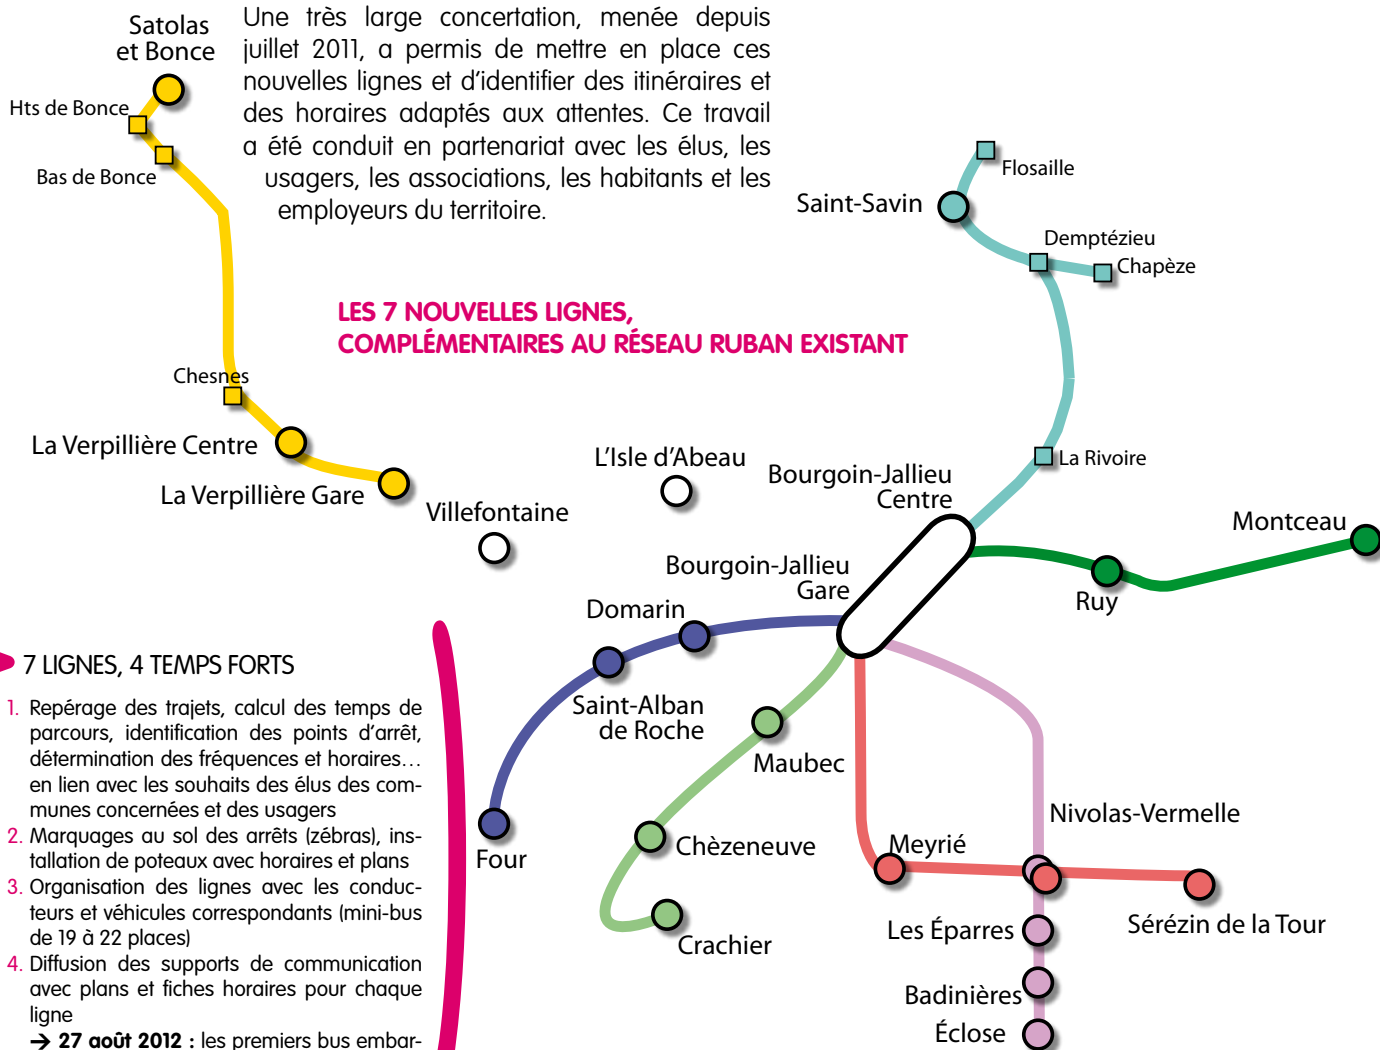 Une très large concertation, menée depuis
juillet 2011, a permis de mettre en place ces
nouvelles lignes et d'identifier des itinéraires et
des horaires adaptés aux attentes. Ce travail
a été conduit en partenariat avec les élus, les
usagers, les associations, les habitants et les
employeurs du territoire.
Satolas
et Bonce
Hts de Bonce
Bas de Bonce
Chesnes
La Verpillière Centre
La Verpillière Gare
LES 7 NOUVELLES LIGNES,
COMPLÉMENTAIRES AU RÉSEAU RUBAN EXISTANT
Flosaille
Saint-Savin
Demptézieu
Chapèze
La Rivoire
L'Isle d'Abeau
Villefontaine
Bourgoin-Jallieu
Centre
Bourgoin-Jallieu
Gare
Montceau
Ruy
Domarin
Saint-Alban
de Roche
Four
Maubec
Chèzeneuve
Crachier
Meyrié
Nivolas-Vermelle
Sérézin de la Tour
Les Éparres
Badinières
Éclose
7 LIGNES, 4 TEMPS FORTS
1. Repérage des trajets, calcul des temps de
parcours, identification des points d'arrêt,
détermination des fréquences et horaires…
en lien avec les souhaits des élus des com-
munes concernées et des usagers
2. Marquages au sol des arrêts (zébras), ins-
tallation de poteaux avec horaires et plans
3. Organisation des lignes avec les conduc-
teurs et véhicules correspondants (mini-bus
de 19 à 22 places)
4. Diffusion des supports de communication
avec plans et fiches horaires pour chaque
ligne
→ 27 août 2012 : les premiers bus embar-